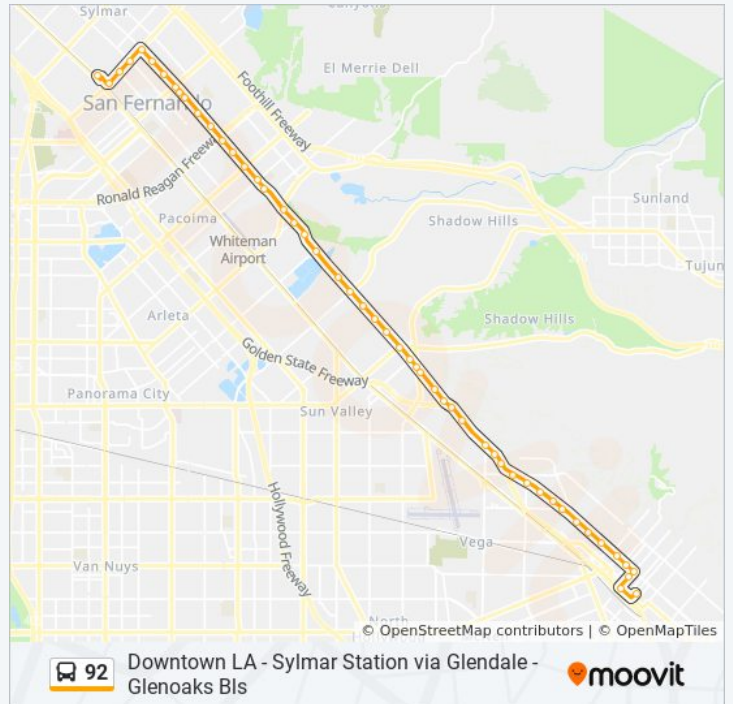 Sylmar
El Merrie Dell
Foothill Freeway
San Fernando
Ronald Reagan Freew
Sunland
Pacoima
Shadow Hills
Whiteman
Airport
Tujun
Arleta
Shadow Hills
Golden State Freeway
Panorama City
Sun Valley
Hollywood Freeway
Vega
Van Nuys
North
© OpenStreetMap contributors | © OpenMapTiles
92
Downtown LA - Sylmar Station via Glendale -
Glenoaks Bls
moovit